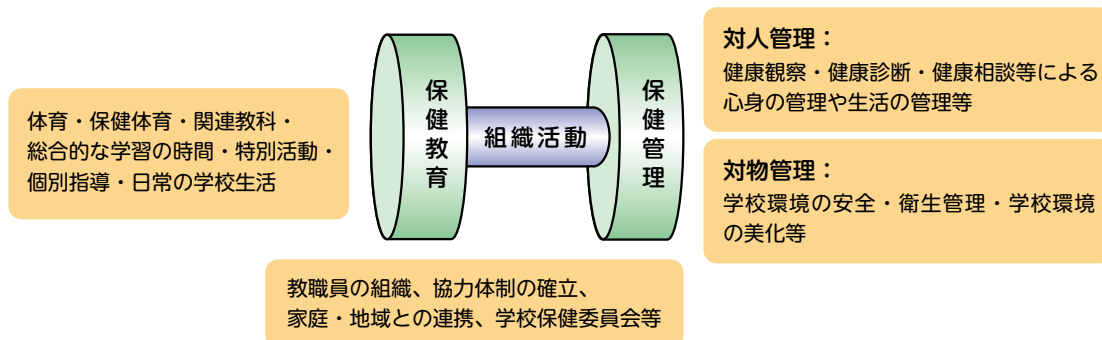 体育・保健体育・関連教科・
総合的な学習の時間・特別活動・
個別指導・日常の学校生活
保健教育
組織活動
保健管理
対人管理：
健康観察・健康診断・健康相談等による
心身の管理や生活の管理等
対物管理：
学校環境の安全・衛生管理・学校環境
の美化等
教職員の組織、協力体制の確立、
家庭・地域との連携、学校保健委員会等